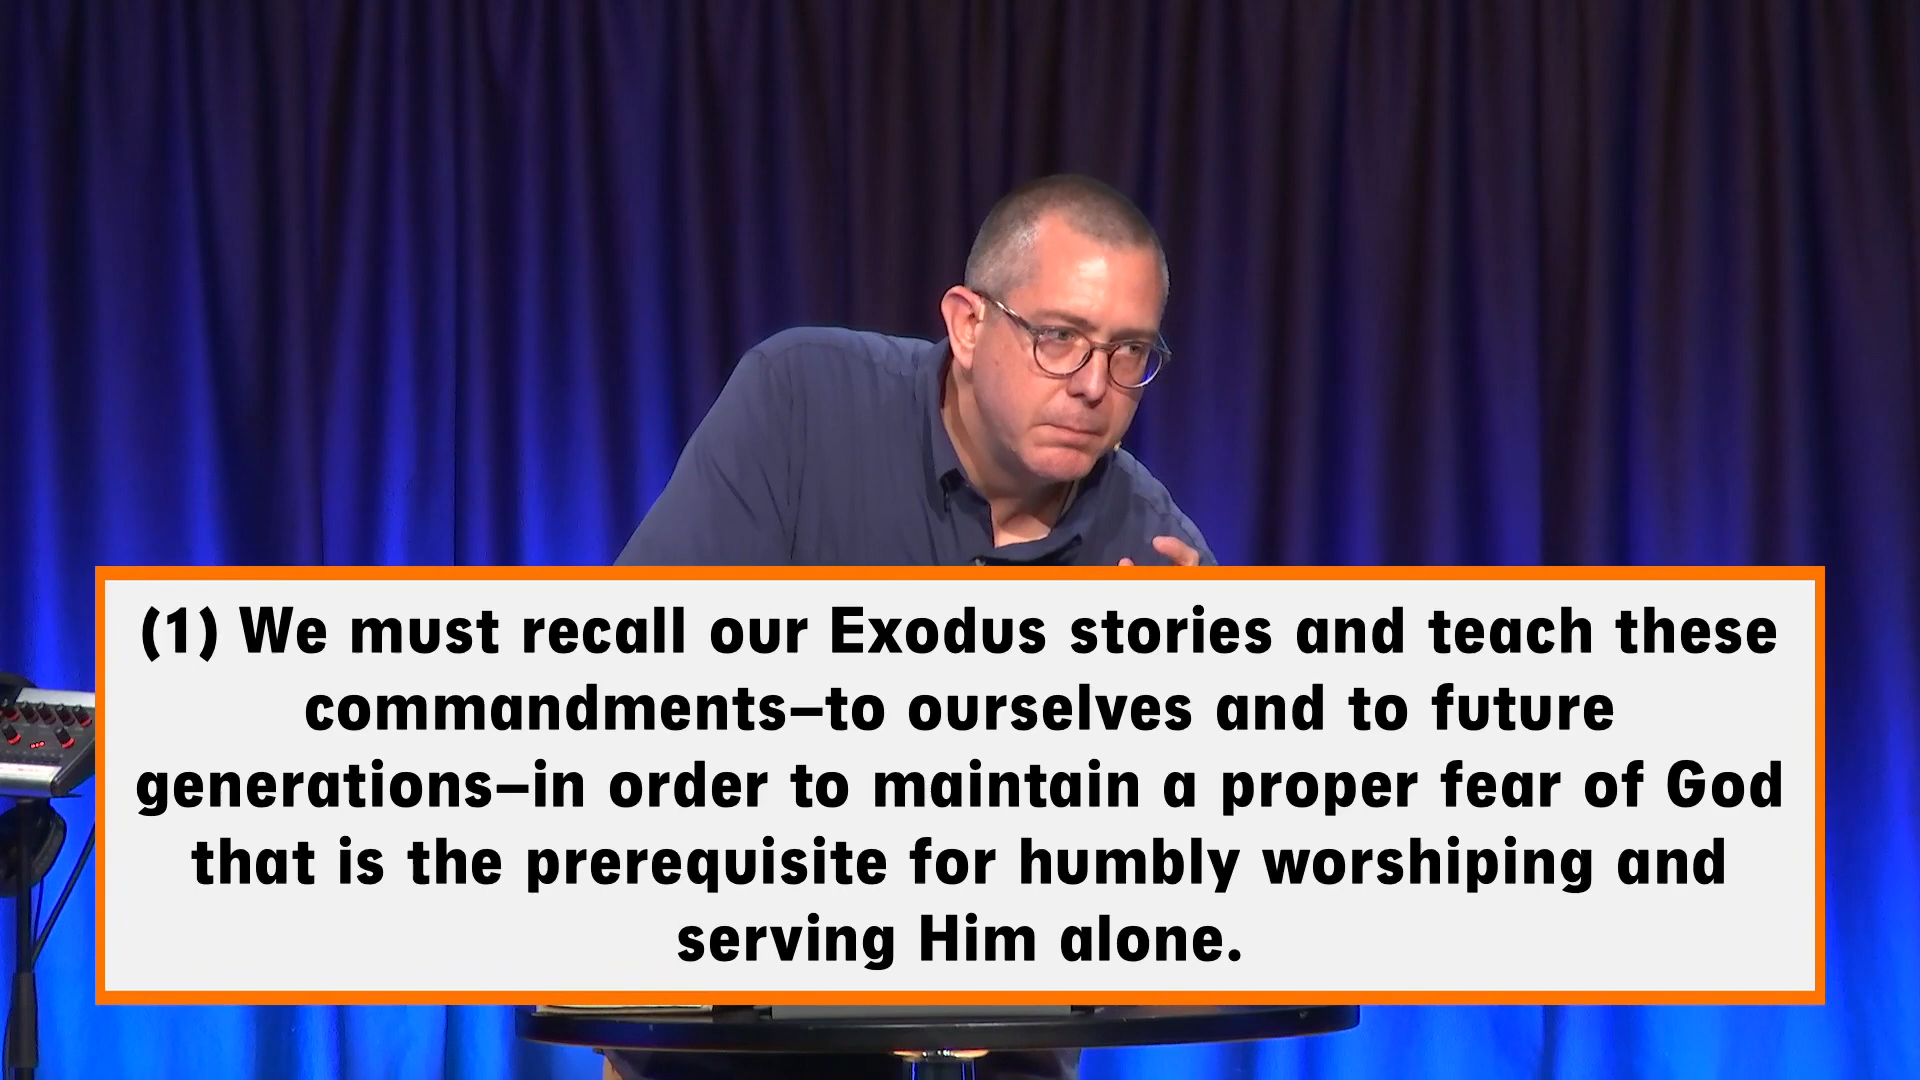 (1) We must recall our Exodus stories and teach these
commandments–to ourselves and to future
generations–in order to maintain a proper fear of God
that is the prerequisite for humbly worshiping and
serving Him alone.